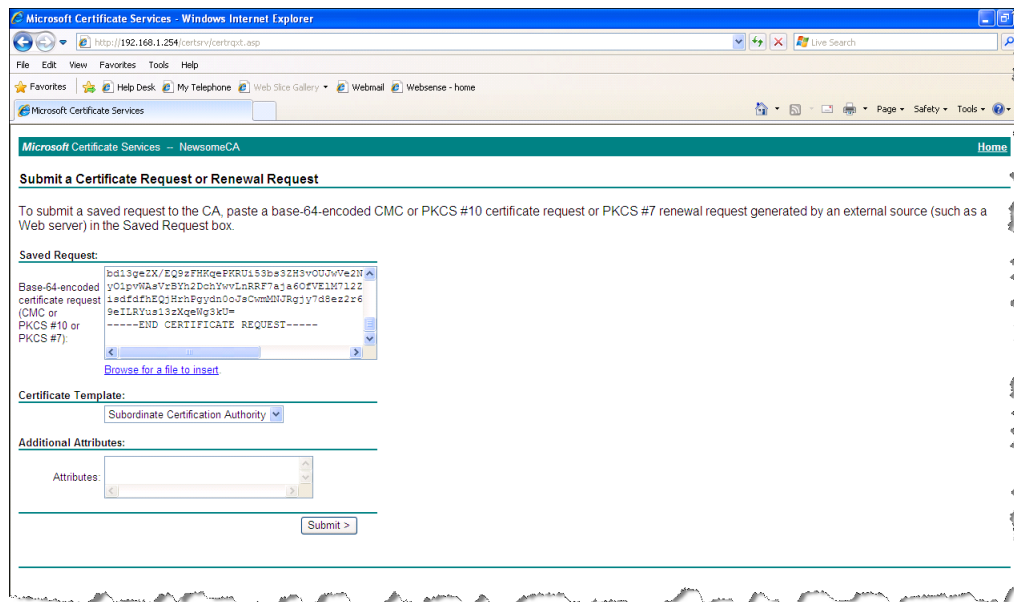 Microsoft Certificate Services - Windows Internet Explorer
http://192.168.1.254/certsrv/certrqxt.asp
Live Search
File Edit View Favorites Tools Help
Favorites Help Desk My Telephone Web Slice Gallery Webmail Websense - home
Microsoft Certificate Services
Page Safety Tools
Microsoft Certificate Services -- NewsomeCA Home
Submit a Certificate Request or Renewal Request
To submit a saved request to the CA, paste a base-64-encoded CMC or PKCS #10 certificate request or PKCS #7 renewal request generated by an external source (such as a
Web server) in the Saved Request box.
Saved Request:
Base-64-encoded
certificate request
(CMC or
PKCS #10 or
PKCS #7):
bd13geZX/EQ9zFHKqePKRUi53bs3ZH3vOUJwVe2N
yO1pvWAsVrBYh2DchYwvLnRRF7aja6OfVElM7l2Z
isdfdfhEQjHrhPgydn0oJsCwmMNJRgjy7d8ez2r6
9eILRYus13zXqeWg3kU=
-----END CERTIFICATE REQUEST-----
Browse for a file to insert.
Certificate Template:
Subordinate Certification Authority
Additional Attributes:
Attributes:
Submit >